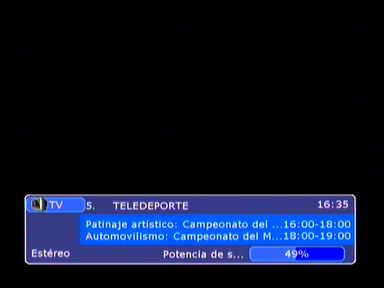 TV 5. TELEDEPORTE 16:35
Patinaje artístico: Campeonato del ...16:00-18:00
Automovilismo: Campeonato del M...18:00-19:00
Estéreo Potencia de s... 49%